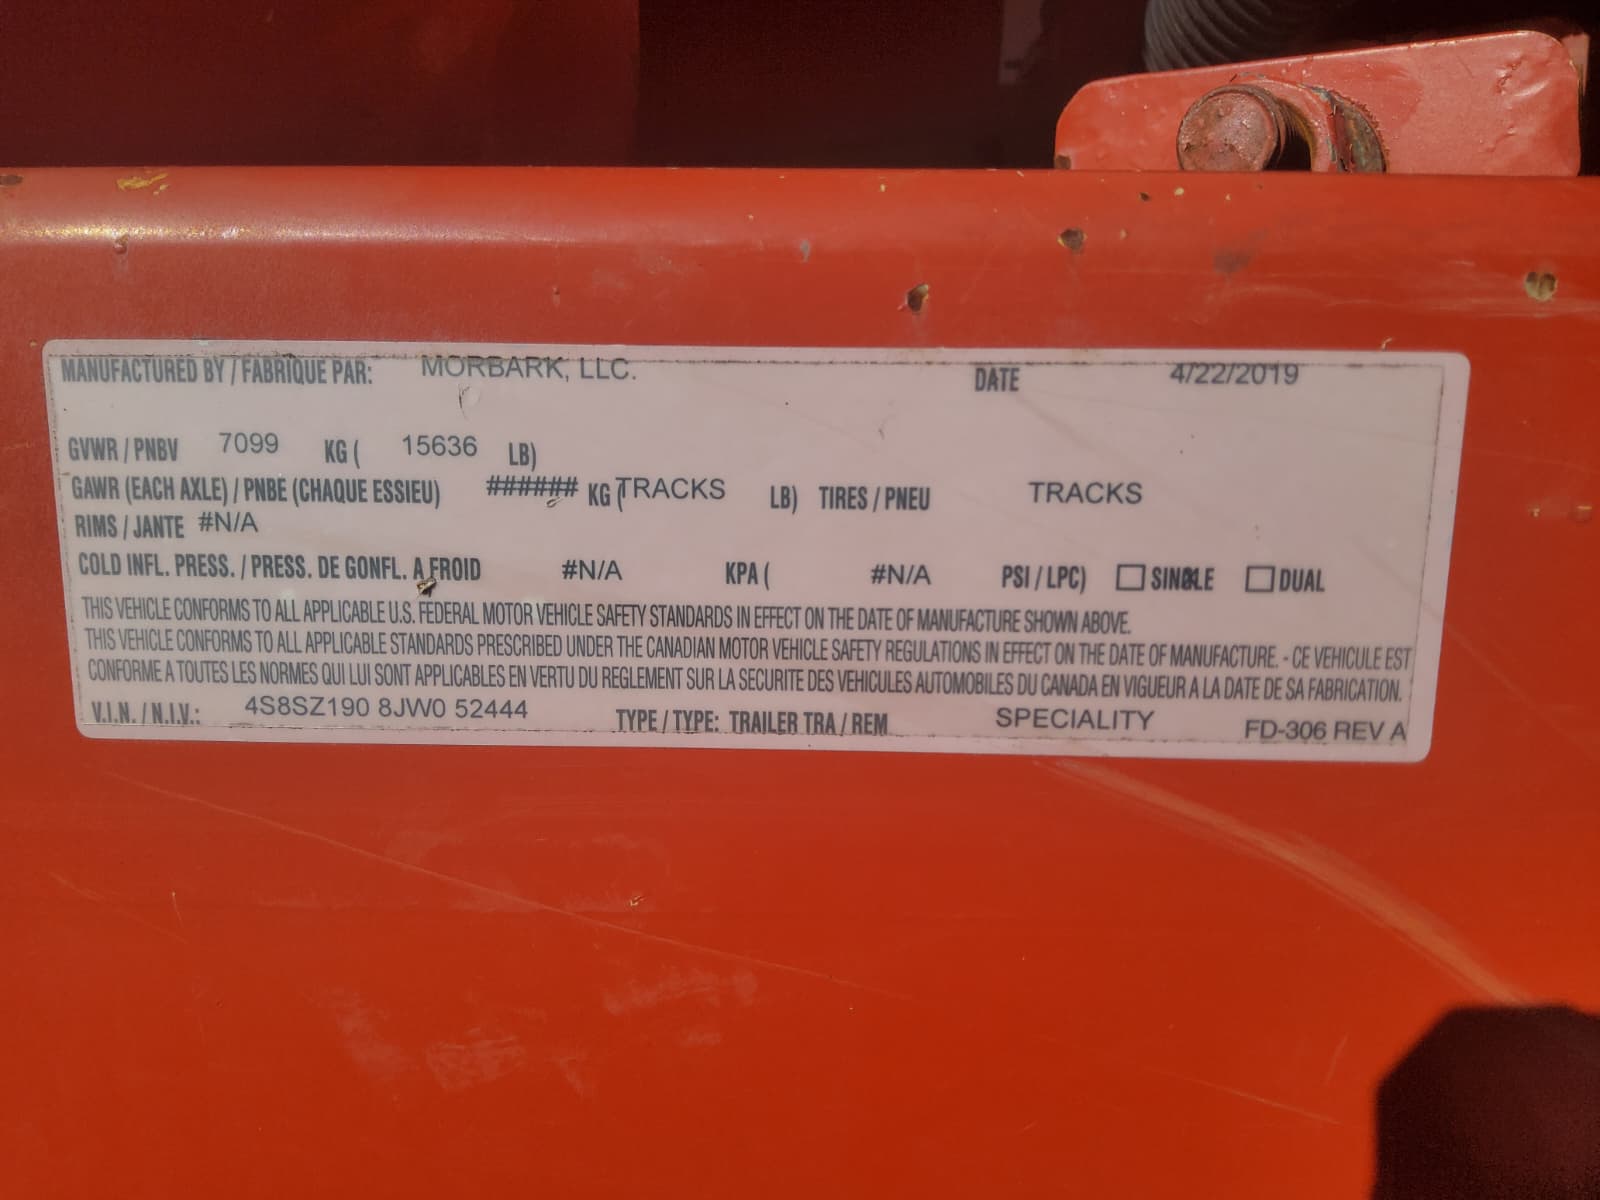 MANUFACTURED BY / FABRIQUE PAR: MORBARK, LLC. DATE 4/22/2019
GVWR / PNBV 7099 KG ( 15636 LB)
GAWR (EACH AXLE) / PNBE (CHAQUE ESSIEU) ###### KG (TRACKS LB) TIRES / PNEU TRACKS
RIMS / JANTE #N/A
COLD INFL. PRESS. / PRESS. DE GONFL. A FROID #N/A KPA ( #N/A PSI / LPC) SINGLE DUAL
THIS VEHICLE CONFORMS TO ALL APPLICABLE U.S. FEDERAL MOTOR VEHICLE SAFETY STANDARDS IN EFFECT ON THE DATE OF MANUFACTURE SHOWN ABOVE.
THIS VEHICLE CONFORMS TO ALL APPLICABLE STANDARDS PRESCRIBED UNDER THE CANADIAN MOTOR VEHICLE SAFETY REGULATIONS IN EFFECT ON THE DATE OF MANUFACTURE. - CE VEHICULE EST
CONFORME A TOUTES LES NORMES QUI LUI SONT APPLICABLES EN VERTU DU REGLEMENT SUR LA SECURITE DES VEHICULES AUTOMOBILES DU CANADA EN VIGUEUR A LA DATE DE SA FABRICATION.
V.I.N. / N.I.V.: 4S8SZ190 8JW0 52444 TYPE / TYPE: TRAILER TRA / REM SPECIALITY FD-306 REV A